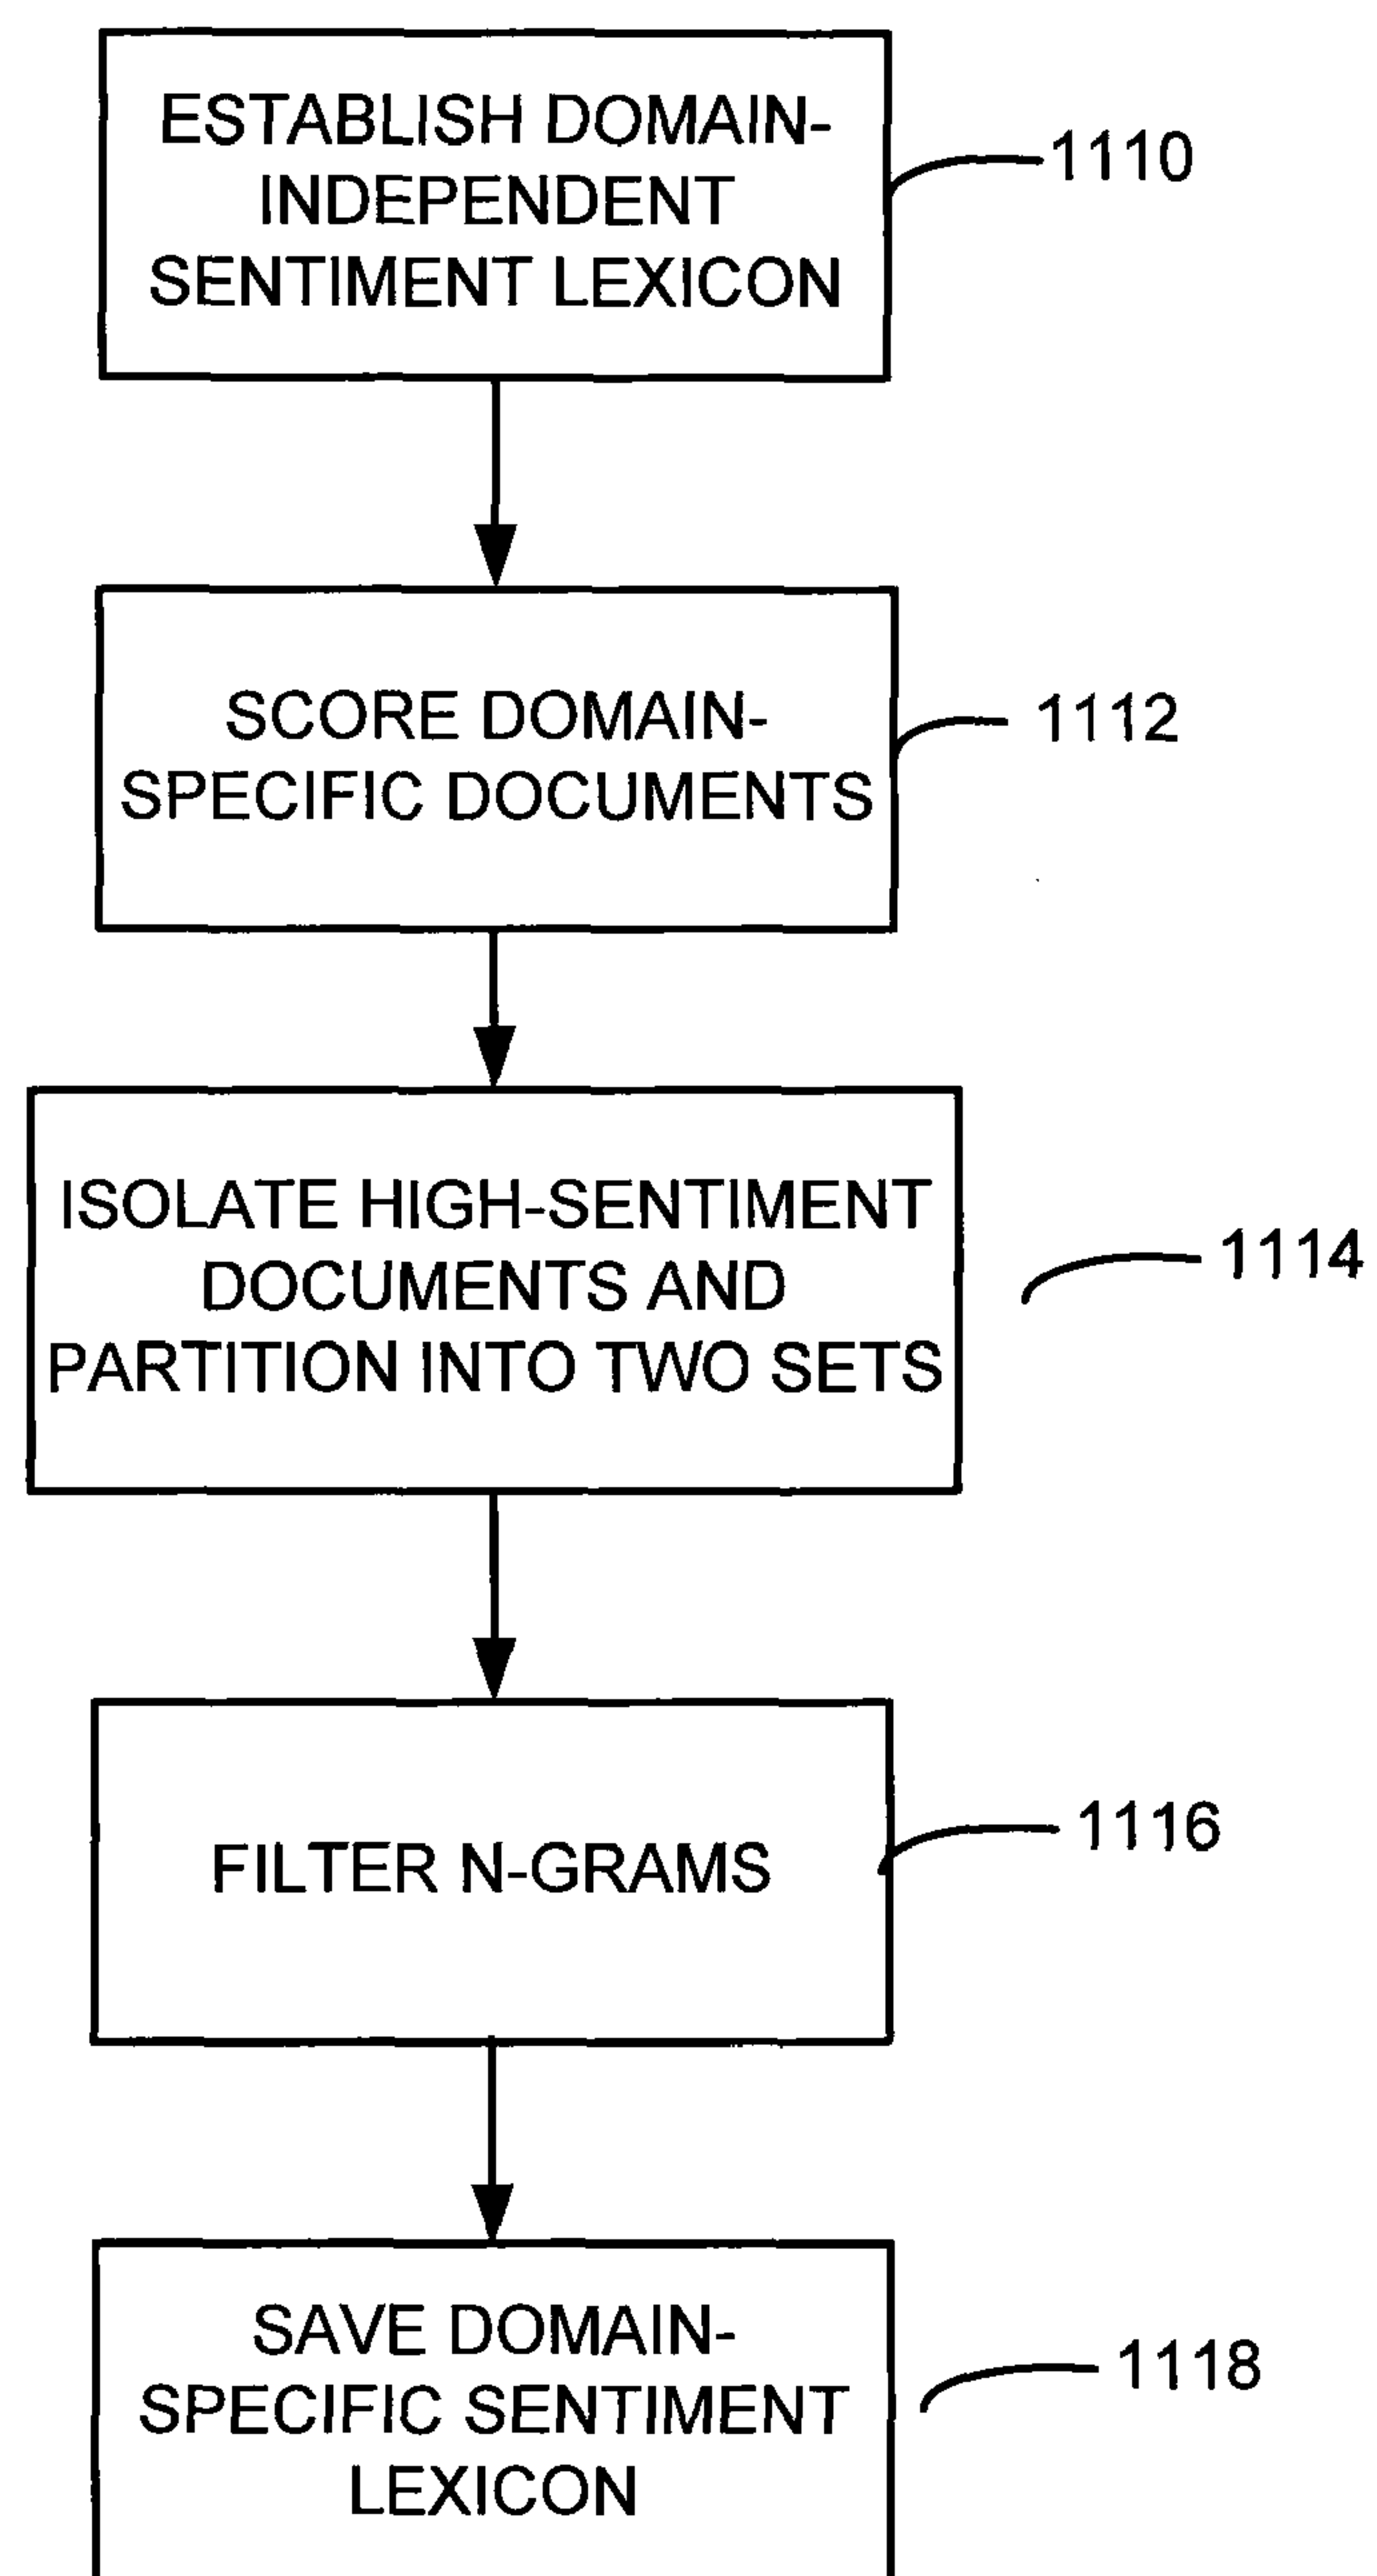 ESTABLISH DOMAIN-
INDEPENDENT
SENTIMENT LEXICON
1110
SCORE DOMAIN-
SPECIFIC DOCUMENTS
1112
ISOLATE HIGH-SENTIMENT
DOCUMENTS AND
PARTITION INTO TWO SETS
1114
FILTER N-GRAMS
1116
SAVE DOMAIN-
SPECIFIC SENTIMENT
LEXICON
1118